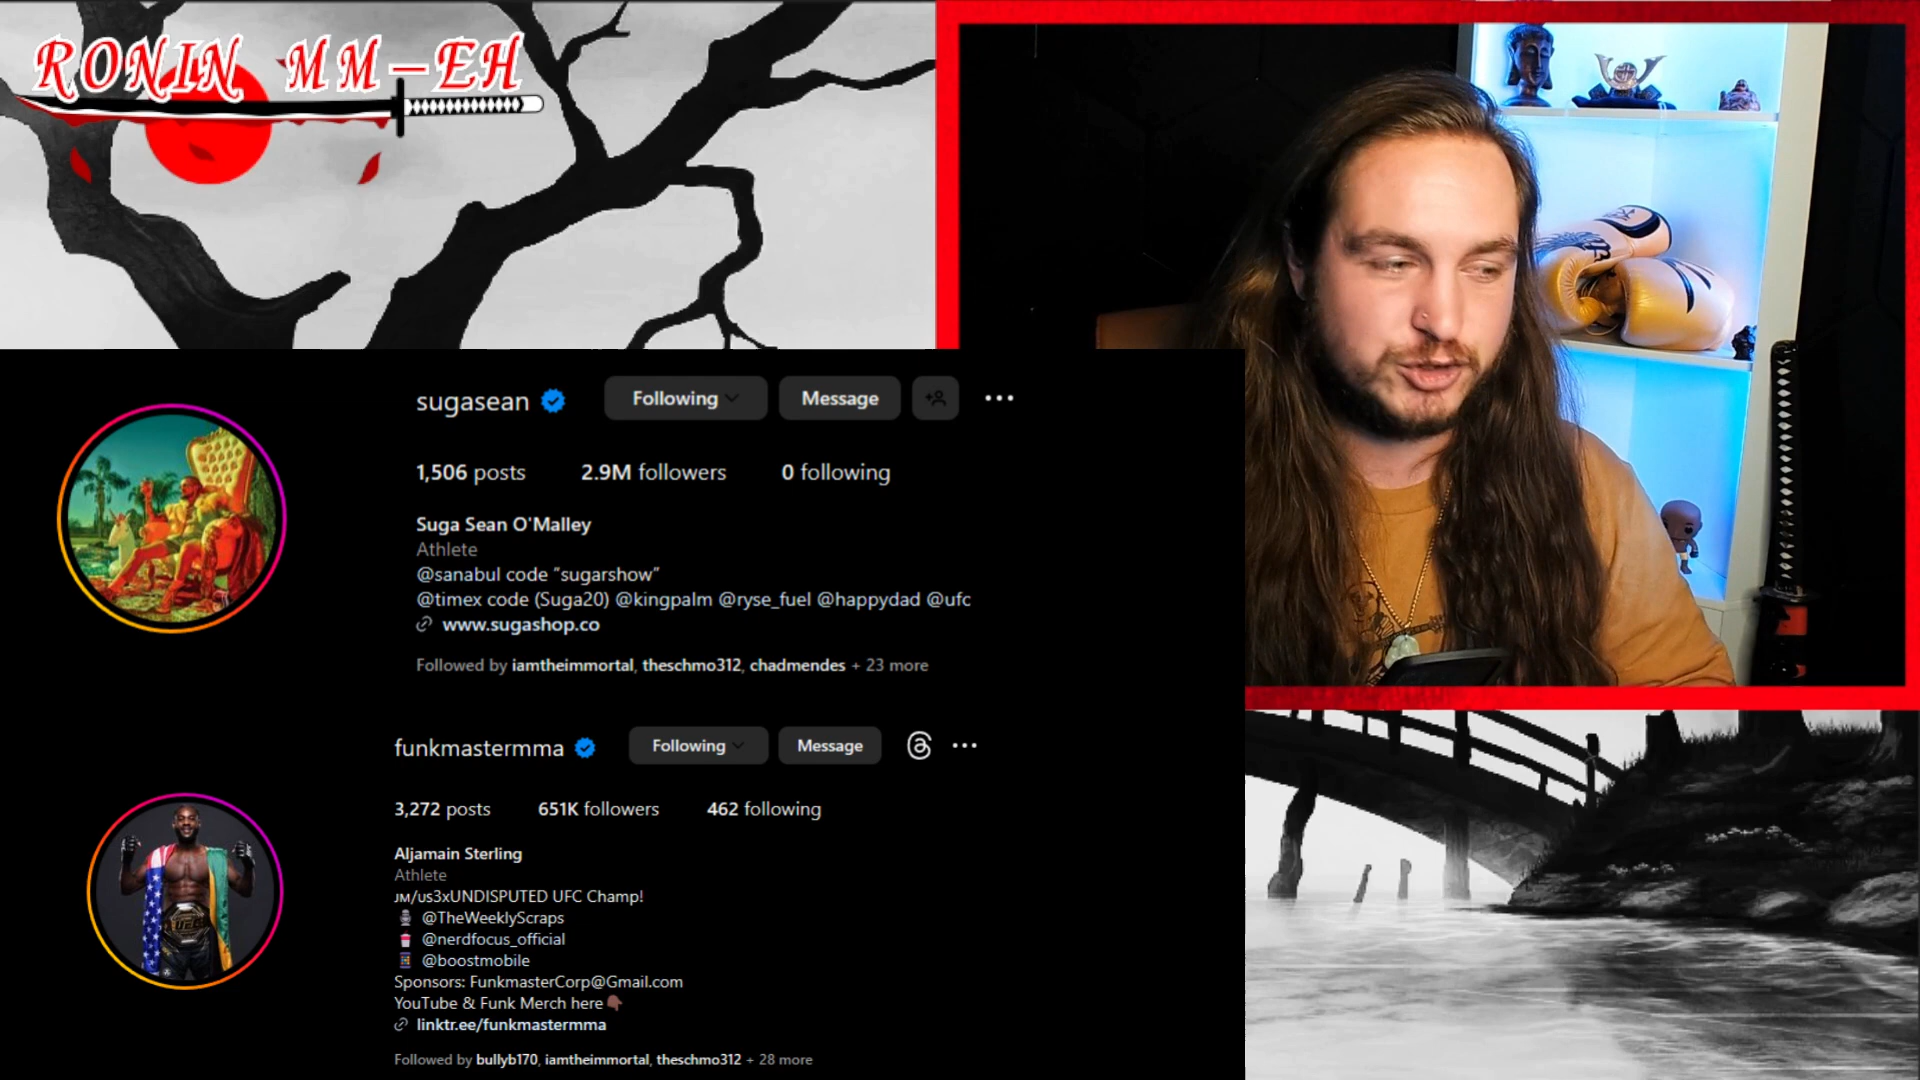 RONIN MM-EH
sugasean Following Message
1,506 posts 2.9M followers 0 following
Suga Sean O'Malley
Athlete
@sanabul code "sugarshow"
@timex code (Suga20) @kingpalm @ryse_fuel @happydad @ufc
www.sugashop.co
Followed by iamtheimmortal, theschmo312, chadmendes + 23 more
funkmastermma Following Message
3,272 posts 651K followers 462 following
Aljamain Sterling
Athlete
ᴊᴍ/us3xUNDISPUTED UFC Champ!
@TheWeeklyScraps
@nerdfocus_official
@boostmobile
Sponsors: FunkmasterCorp@Gmail.com
YouTube & Funk Merch here
linktr.ee/funkmastermma
Followed by bullyb170, iamtheimmortal, theschmo312 + 28 more